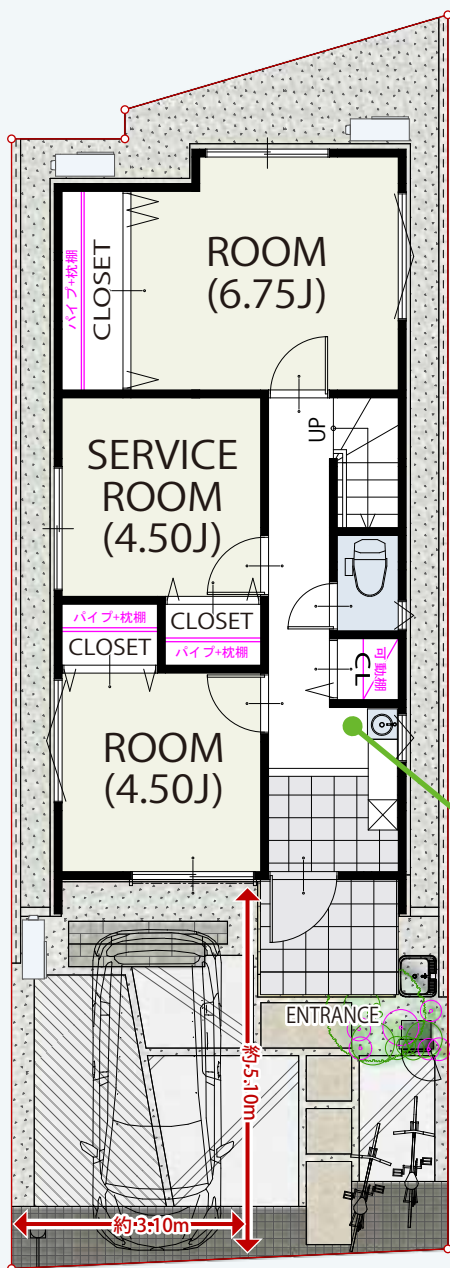 ROOM
(6.75J)
CLOSET
パイプ+枕棚
UP
SERVICE
ROOM
(4.50J)
パイプ+枕棚
CLOSET
CLOSET
パイプ+枕棚
CL
可動棚
ROOM
(4.50J)
ENTRANCE
約5.10m
約3.10m